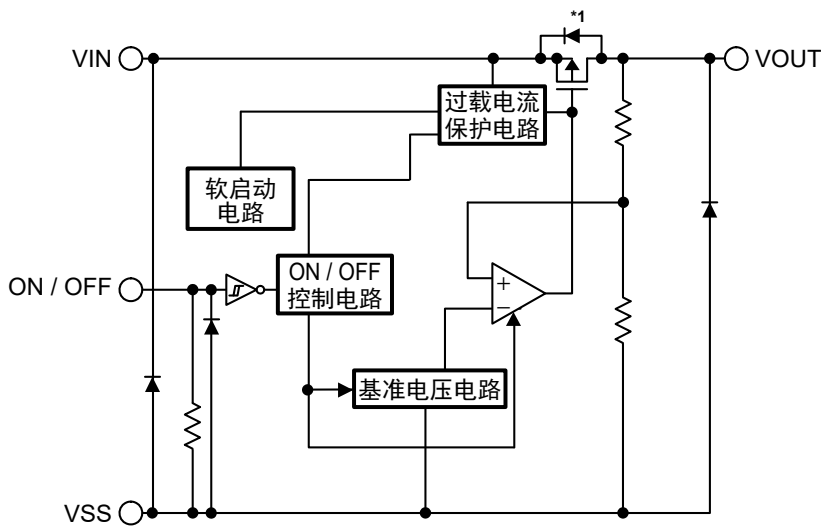 *1
VIN
VOUT
过载电流
保护电路
软启动
电路
ON / OFF
ON / OFF
控制电路
+
−
基准电压电路
VSS